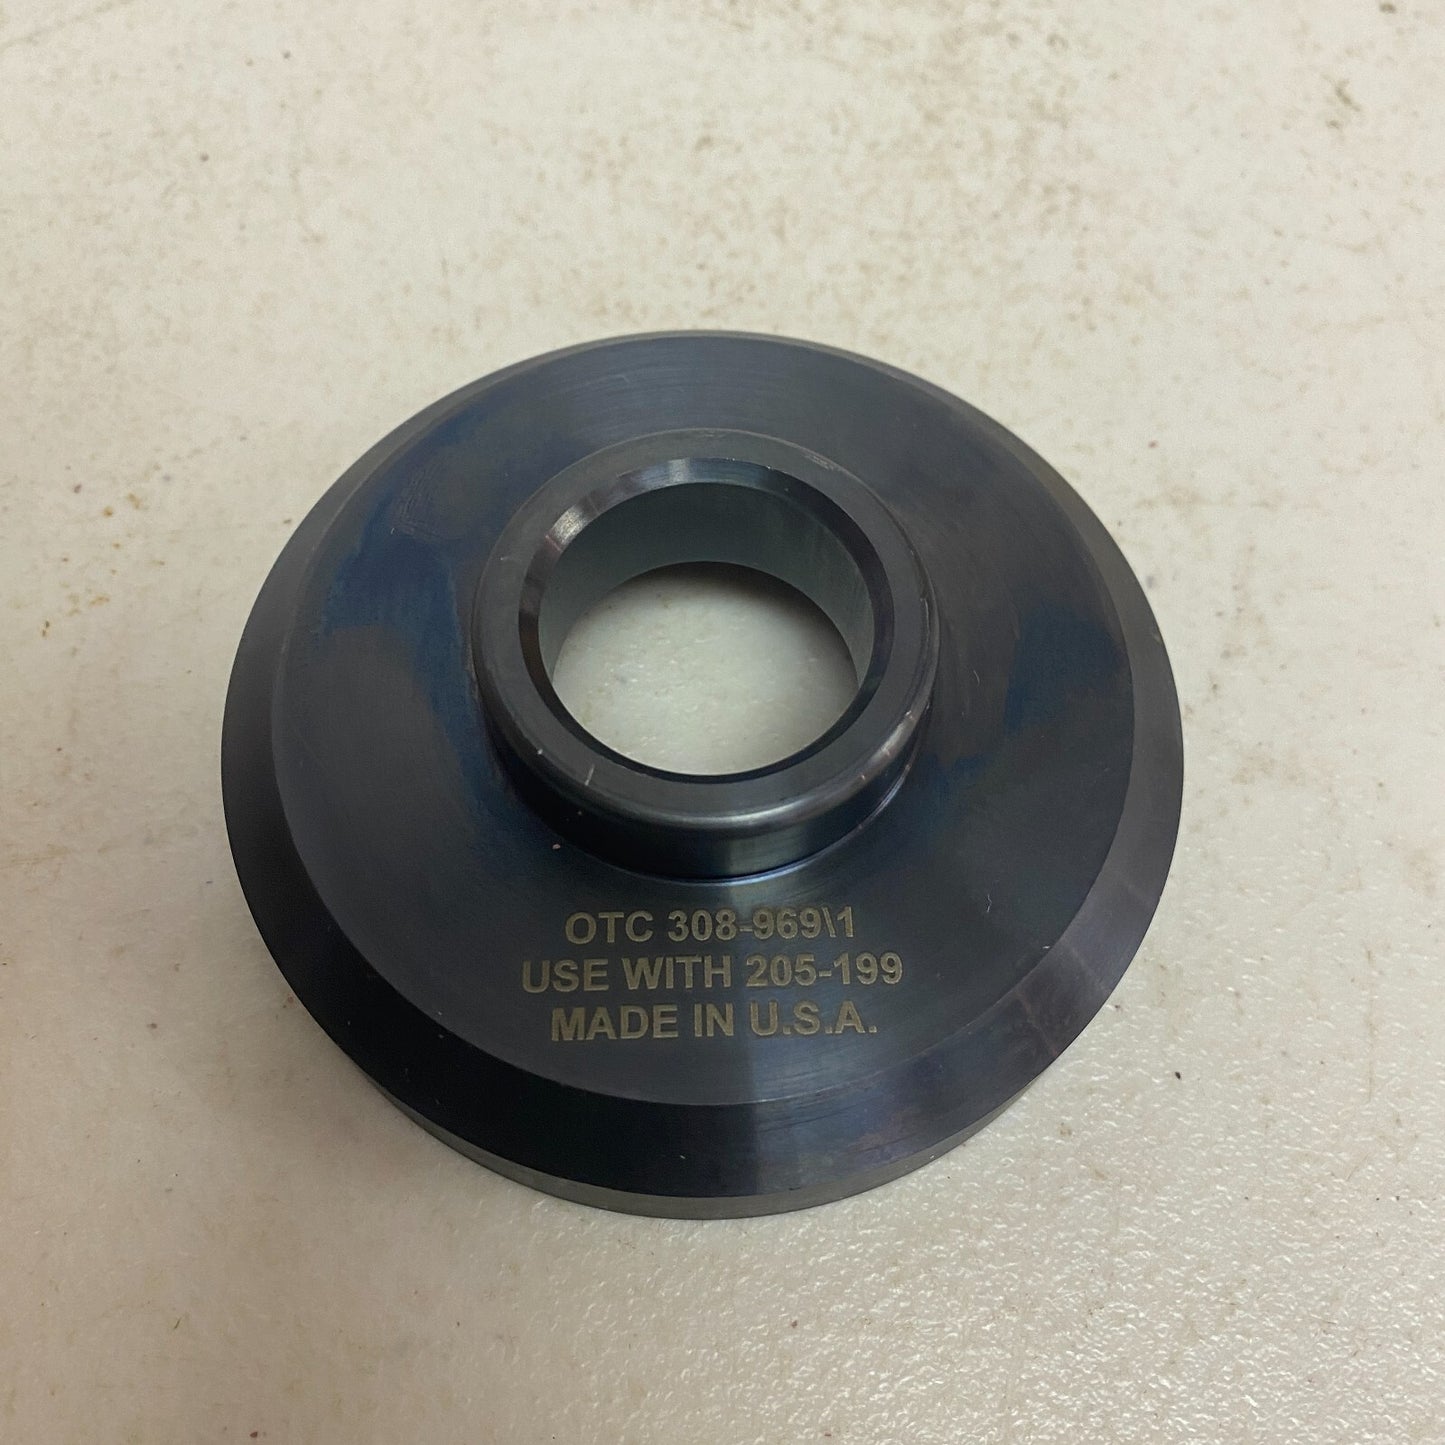 OTC 308-969\1
USE WITH 205-199
MADE IN U.S.A.